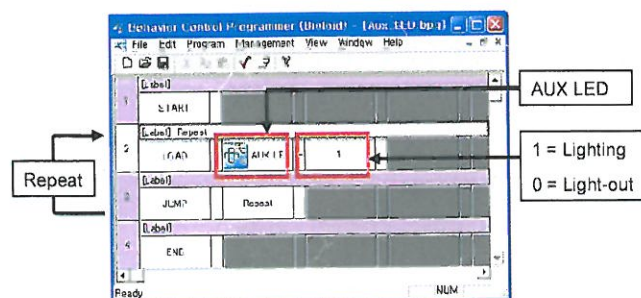 Behavior Control Programmer (Bioloid) - [Aux_LED.bpg]
File Edit Program Management View Window Help
[Label]
1 START
[Label] Repeat
2 LOAD AUX LE 1
[Label]
3 JUMP Repeat
[Label]
4 END
Ready NUM
AUX LED
1 = Lighting
0 = Light-out
Repeat